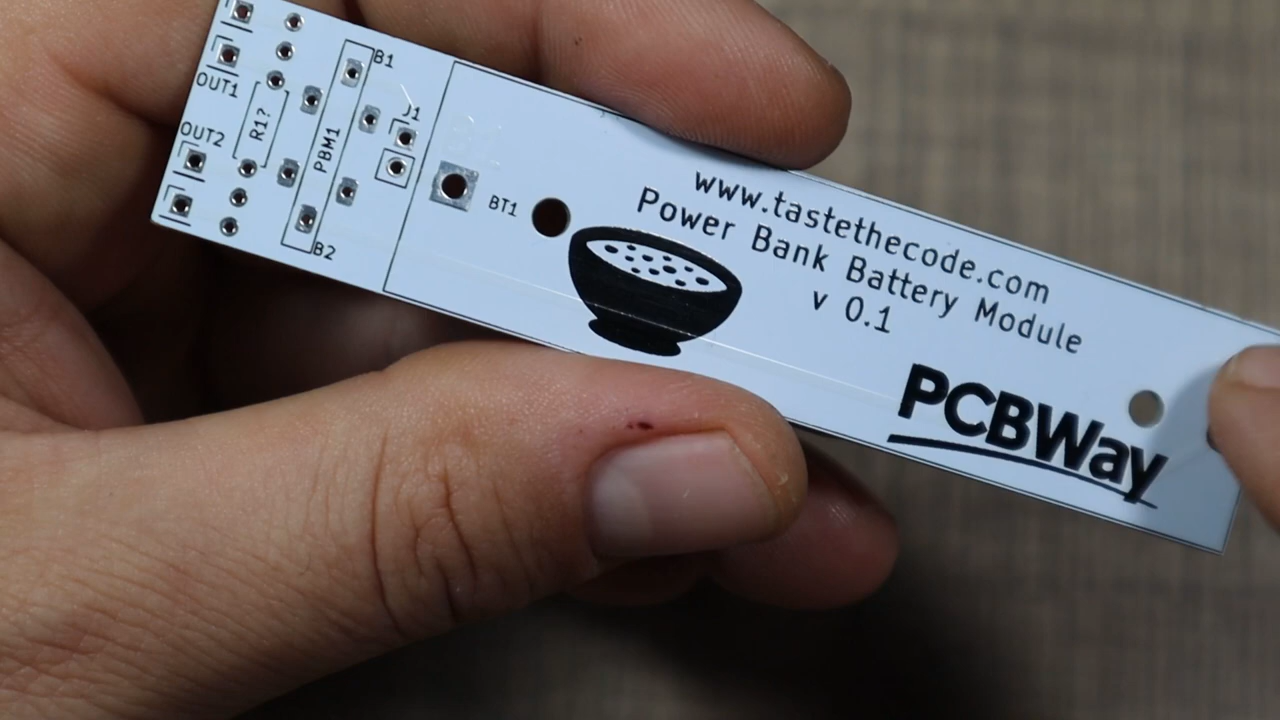 B1
OUT1
J1
R1?
PBM1
OUT2
B2
BT1
www.tastethecode.com
Power Bank Battery Module
v 0.1
PCBWay